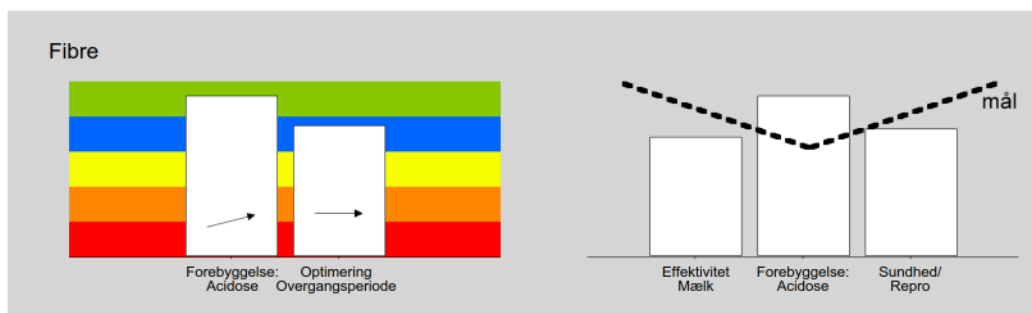 Fibre
Forebyggelse:
Acidose
Optimering
Overgangsperiode
mål
Effektivitet
Mælk
Forebyggelse:
Acidose
Sundhed/
Repro